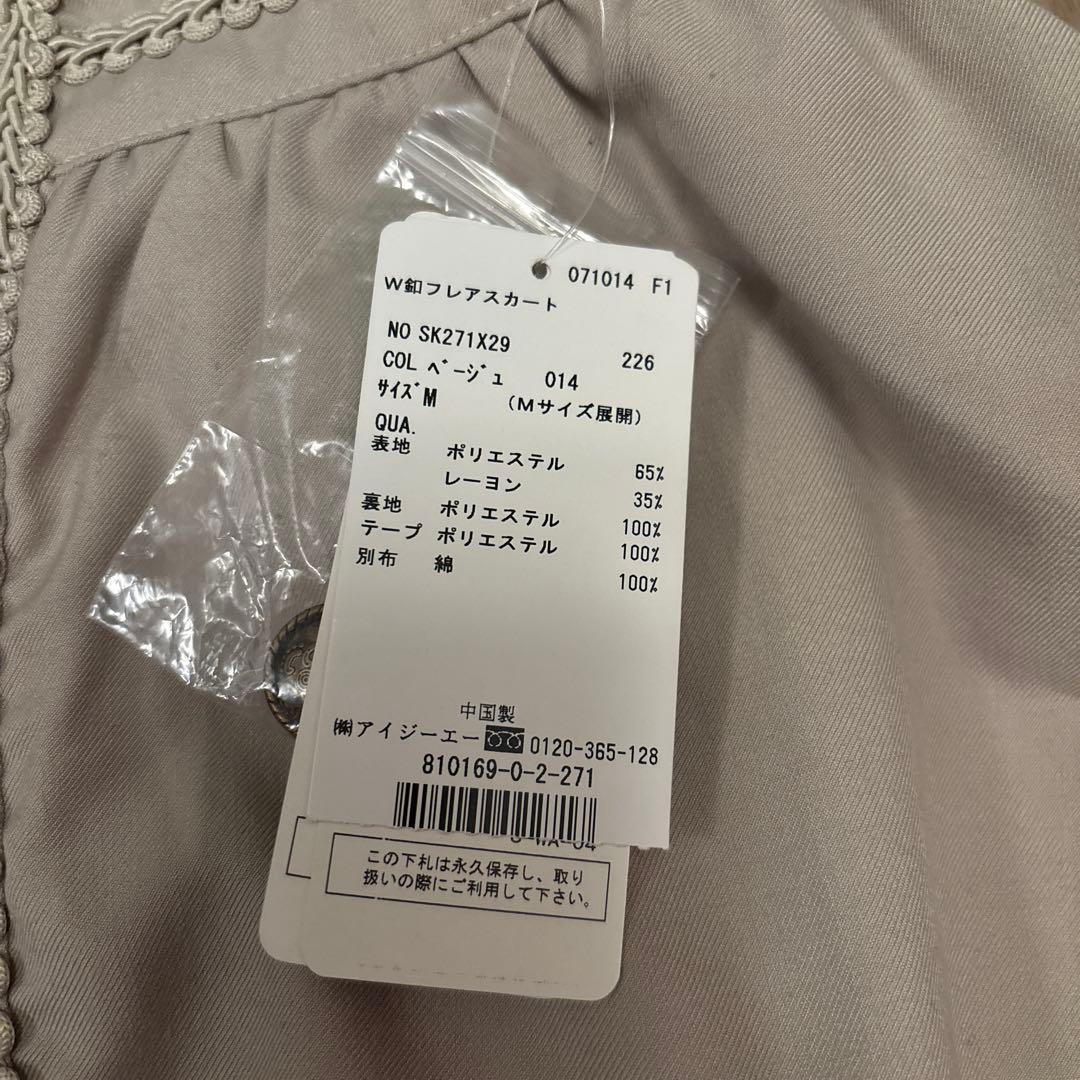 071014 F1
W釦フレアスカート
NO SK271X29 226
COL ベージュ 014
サイズ M (Mサイズ展開)
QUA.
表地 ポリエステル 65%
レーヨン 35%
裏地 ポリエステル 100%
テープ ポリエステル 100%
別布 綿 100%
中国製
㈱アイジーエー 0120-365-128
810169-0-2-271
この下札は永久保存し、取り
扱いの際にご利用して下さい。